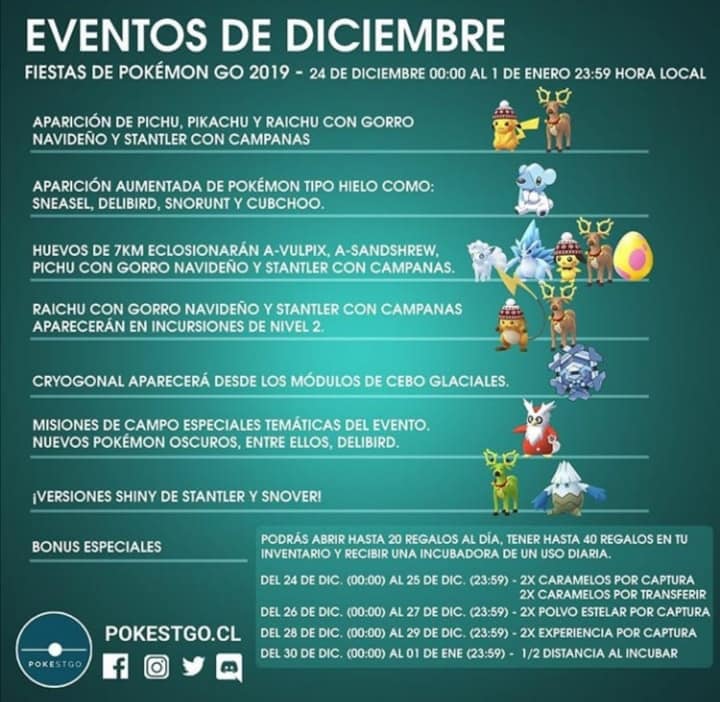 EVENTOS DE DICIEMBRE
FIESTAS DE POKÉMON GO 2019 - 24 DE DICIEMBRE 00:00 AL 1 DE ENERO 23:59 HORA LOCAL
APARICIÓN DE PICHU, PIKACHU Y RAICHU CON GORRO
NAVIDEÑO Y STANTLER CON CAMPANAS
APARICIÓN AUMENTADA DE POKÉMON TIPO HIELO COMO:
SNEASEL, DELIBIRD, SNORUNT Y CUBCHOO.
HUEVOS DE 7KM ECLOSIONARÁN A-VULPIX, A-SANDSHREW,
PICHU CON GORRO NAVIDEÑO Y STANTLER CON CAMPANAS.
RAICHU CON GORRO NAVIDEÑO Y STANTLER CON CAMPANAS
APARECERÁN EN INCURSIONES DE NIVEL 2.
CRYOGONAL APARECERÁ DESDE LOS MÓDULOS DE CEBO GLACIALES.
MISIONES DE CAMPO ESPECIALES TEMÁTICAS DEL EVENTO.
NUEVOS POKÉMON OSCUROS, ENTRE ELLOS, DELIBIRD.
¡VERSIONES SHINY DE STANTLER Y SNOVER!
BONUS ESPECIALES
PODRÁS ABRIR HASTA 20 REGALOS AL DÍA, TENER HASTA 40 REGALOS EN TU
INVENTARIO Y RECIBIR UNA INCUBADORA DE UN USO DIARIA.
DEL 24 DE DIC. (00:00) AL 25 DE DIC. (23:59) - 2X CARAMELOS POR CAPTURA
2X CARAMELOS POR TRANSFERIR
DEL 26 DE DIC. (00:00) AL 27 DE DIC. (23:59) - 2X POLVO ESTELAR POR CAPTURA
DEL 28 DE DIC. (00:00) AL 29 DE DIC. (23:59) - 2X EXPERIENCIA POR CAPTURA
DEL 30 DE DIC. (00:00) AL 01 DE ENE (23:59) - 1/2 DISTANCIA AL INCUBAR
POKESTGO
POKESTGO.CL